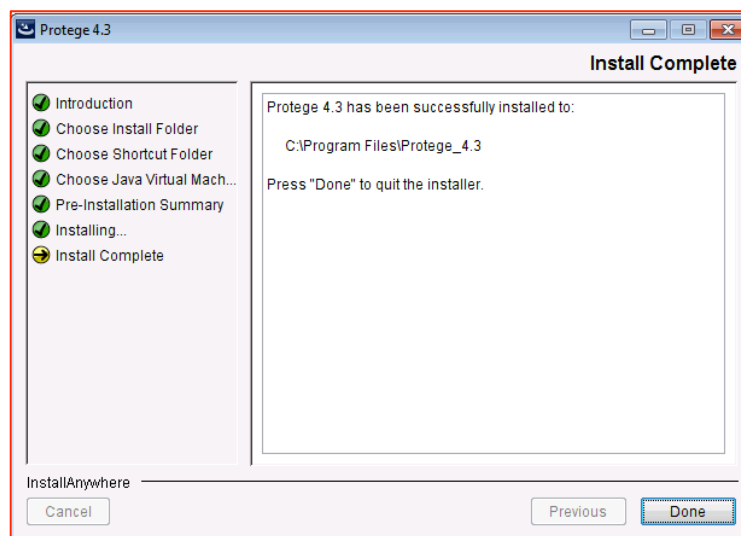 Protege 4.3
Install Complete
Introduction
Choose Install Folder
Choose Shortcut Folder
Choose Java Virtual Mach...
Pre-Installation Summary
Installing...
Install Complete
Protege 4.3 has been successfully installed to:
C:\Program Files\Protege_4.3
Press "Done" to quit the installer.
InstallAnywhere
Cancel
Previous
Done